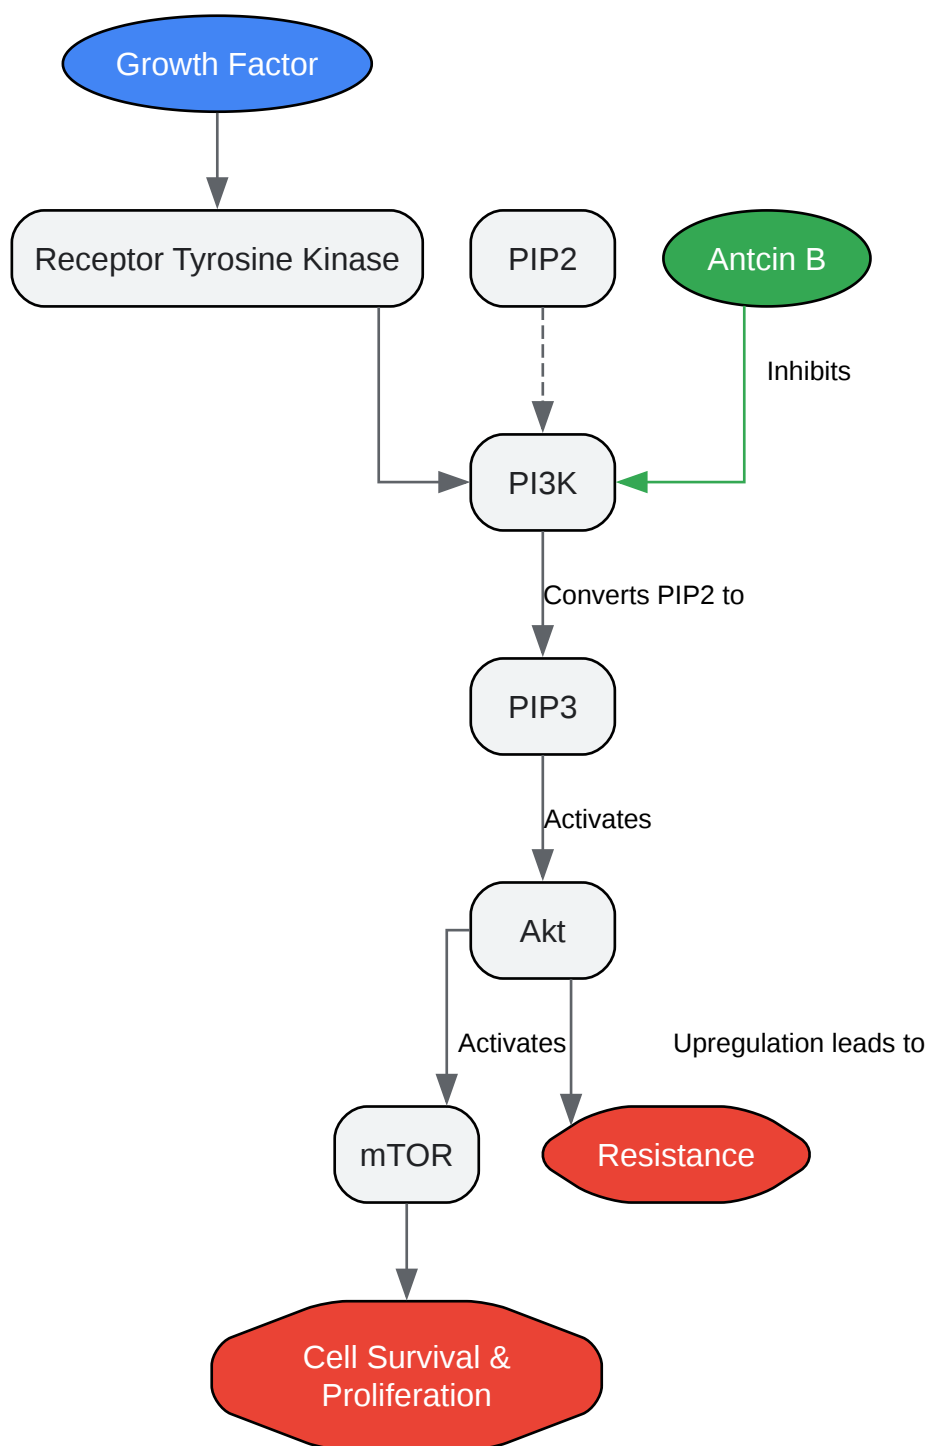 Growth Factor
Receptor Tyrosine Kinase
PIP2
Antcin B
Inhibits
PI3K
Converts PIP2 to
PIP3
Activates
Akt
Activates
Upregulation leads to
mTOR
Resistance
Cell Survival &
Proliferation